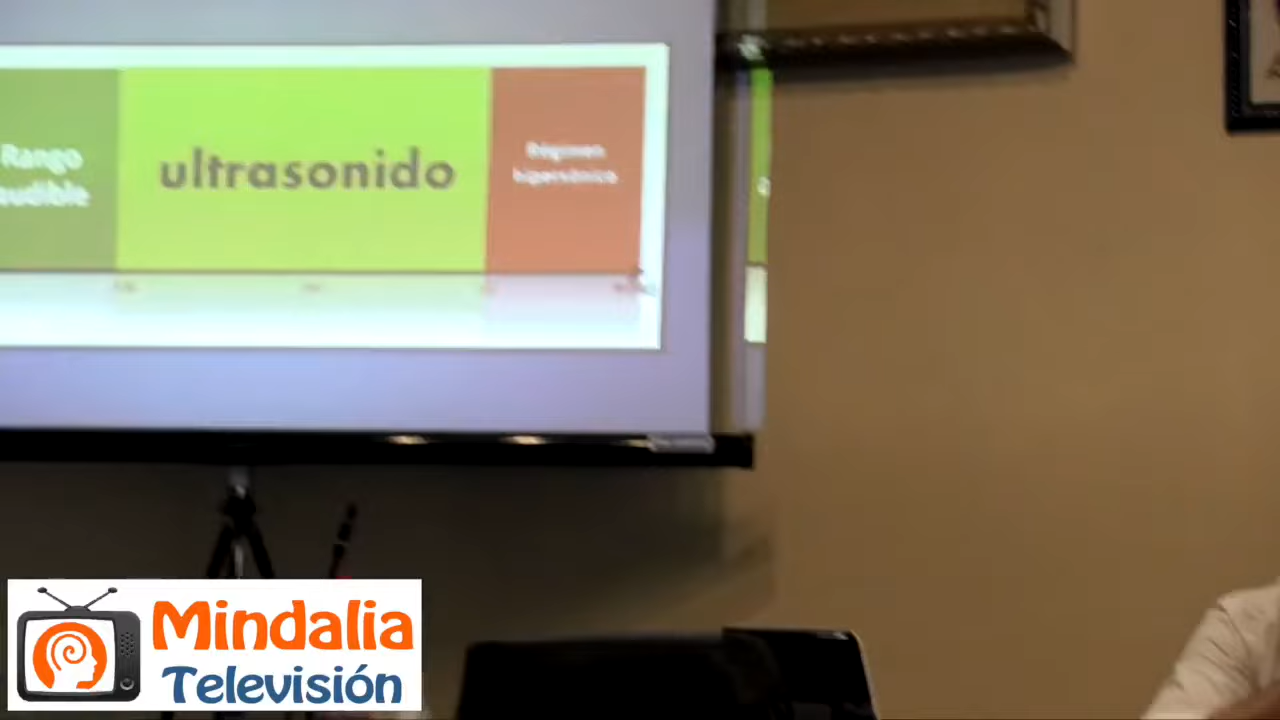 Rango
audible
ultrasonido
Régimen
hipersónico
Mindalia
Televisión